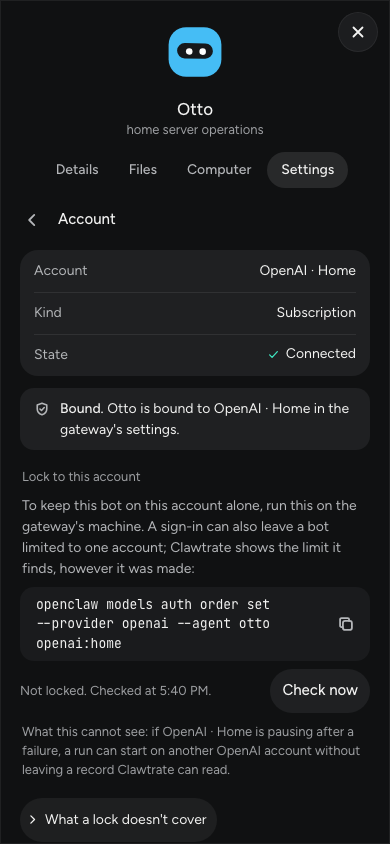 Otto
home server operations
Details Files Computer Settings
Account
Account OpenAI · Home
Kind Subscription
State Connected
Bound. Otto is bound to OpenAI · Home in the
gateway's settings.
Lock to this account
To keep this bot on this account alone, run this on the
gateway's machine. A sign-in can also leave a bot
limited to one account; Clawtrate shows the limit it
finds, however it was made:
openclaw models auth order set
--provider openai --agent otto
openai:home
Not locked. Checked at 5:40 PM. Check now
What this cannot see: if OpenAI · Home is pausing after a
failure, a run can start on another OpenAI account without
leaving a record Clawtrate can read.
What a lock doesn't cover